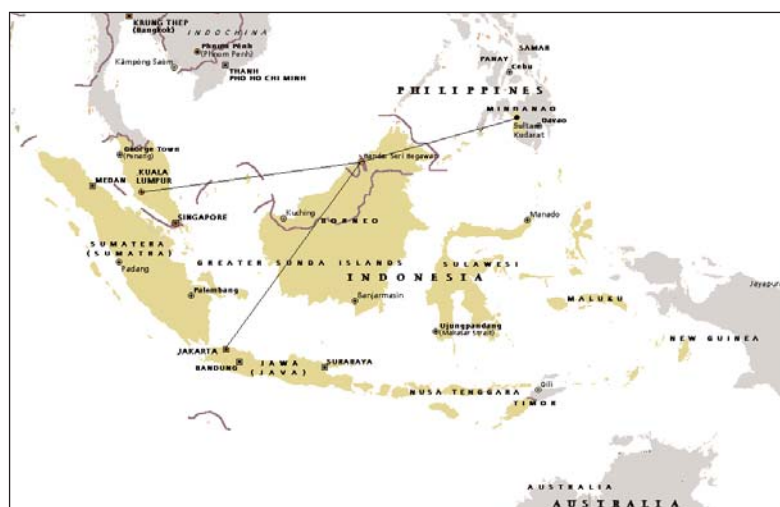 KRUNG THEP
(Bangkok)
INDOCHINA
Phnum Pénh
(Phnom Penh)
Kâmpóng Saôm
THANH
PHO HO CHI MINH
SAMAR
PANAY
Cebu
PHILIPPINES
MINDANAO
Sultan
Kudarat
Davao
George Town
(Penang)
Bandar Seri Begawan
KUALA
LUMPUR
MEDAN
SINGAPORE
Kuching
BORNEO
Manado
SUMATERA
(SUMATRA)
Padang
GREATER SUNDA ISLANDS
SULAWESI
INDONESIA
Jayapura
Palembang
Banjarmasin
MALUKU
Ujungpandang
(Makasar Strait)
NEW GUINEA
JAKARTA
BANDUNG
JAWA
(JAVA)
SURABAYA
NUSA TENGGARA
Dili
TIMOR
AUSTRALIA
AUSTRALIA